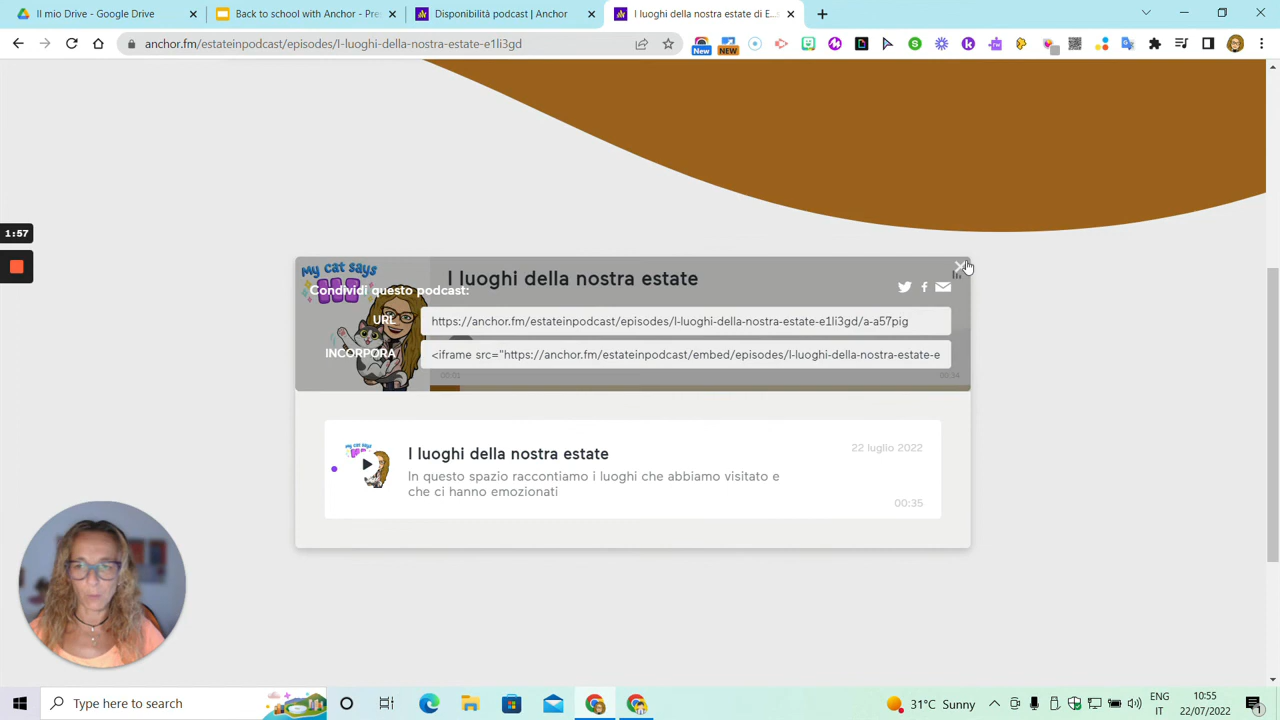 Il mio
- Google Drive
Back to school Anchor - Pre
Disponibilità podcast | Anchor
I luoghi della nostra estate di E
anchor.fm/estateinpodcast/episodes/I-luoghi-della-nostra-estate-e1li3gd
New
NEW
1:57
My cat says
I luoghi della nostra estate
Condividi questo podcast:
URL
https://anchor.fm/estateinpodcast/episodes/I-luoghi-della-nostra-estate-e1li3gd/a-a57pig
INCORPORA
<iframe src="https://anchor.fm/estateinpodcast/embed/episodes/I-luoghi-della-nostra-estate-e
00:34
I luoghi della nostra estate
22 luglio 2022
In questo spazio raccontiamo i luoghi che abbiamo visitato e
che ci hanno emozionati
00:35
Type here to search
31°C Sunny
ENG
IT
10:55
22/07/2022
1